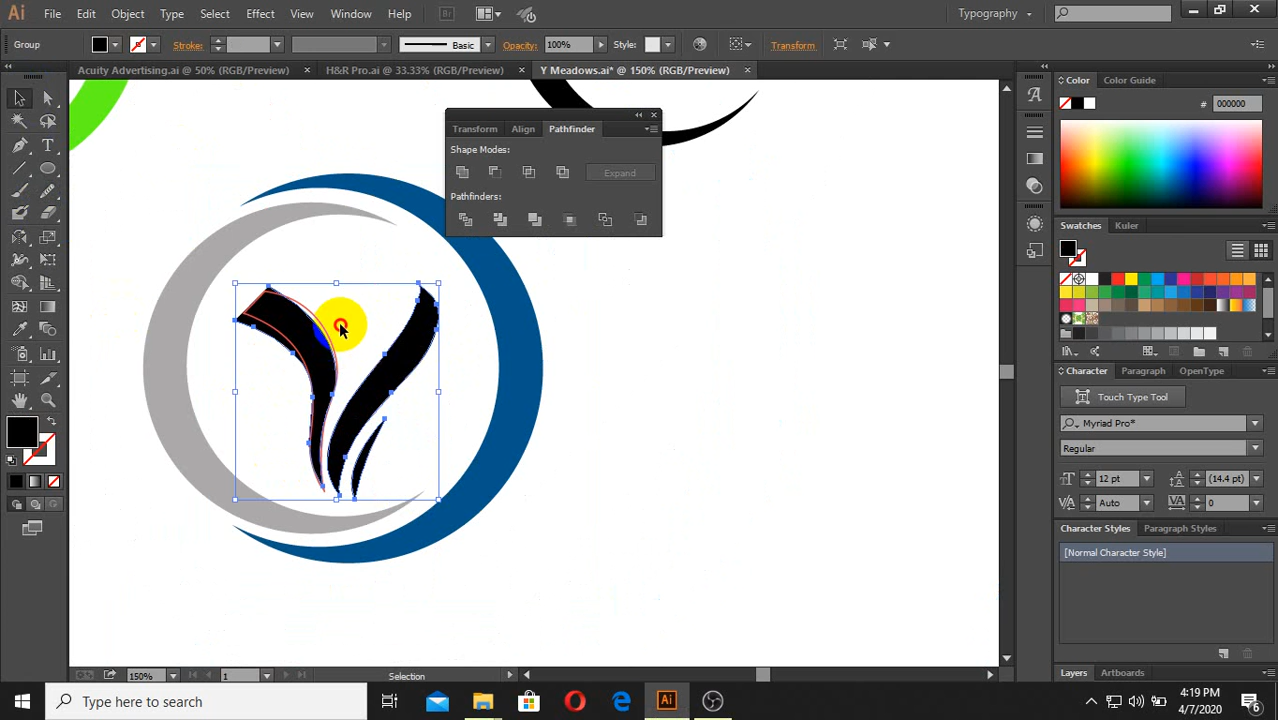 Ai File Edit Object Type Select Effect View Window Help Br Typography
Group Stroke: Basic Opacity: 100% Style: Transform
Acuity Advertising.ai @ 50% (RGB/Preview) × H&R Pro.ai @ 33.33% (RGB/Preview) × Y Meadows.ai* @ 150% (RGB/Preview) ×
Transform Align Pathfinder
Shape Modes:
Expand
Pathfinders:
Color Color Guide
# 000000
Swatches Kuler
Character Paragraph OpenType
Touch Type Tool
Myriad Pro*
Regular
12 pt (14.4 pt)
Auto 0
Character Styles Paragraph Styles
[Normal Character Style]
Layers Artboards
150% 1 Selection
Type here to search
Ai
4:19 PM
4/7/2020
6